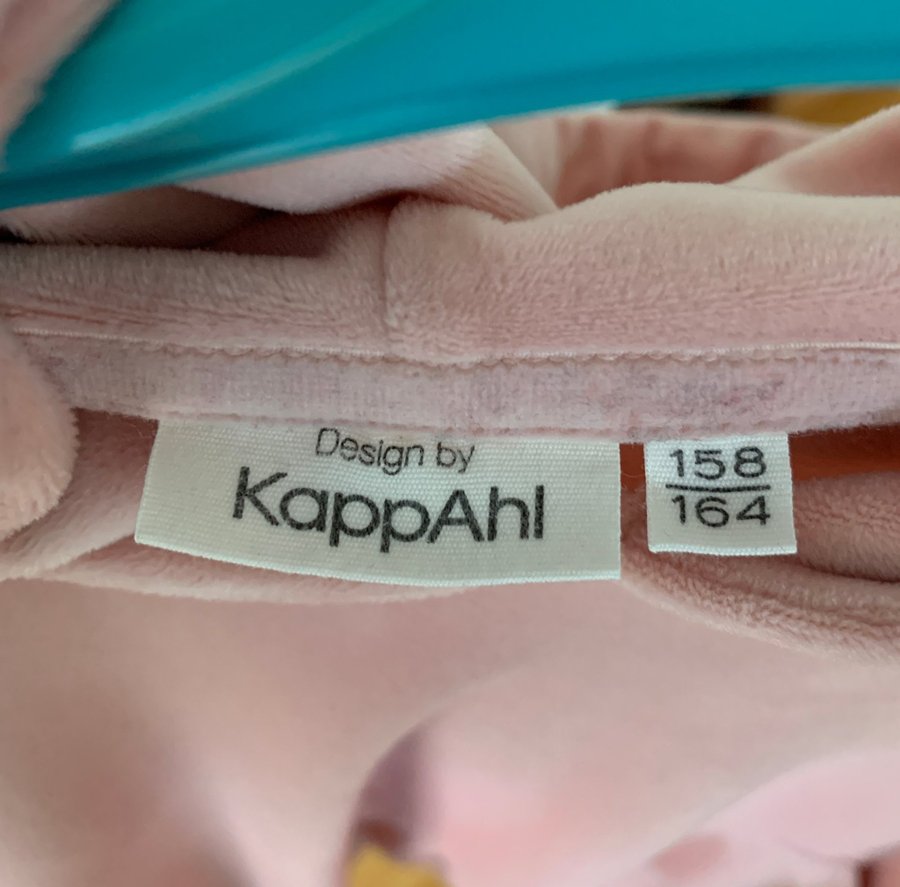 Design by
KappAhl
158
164